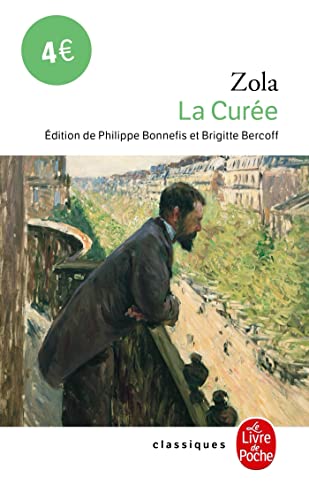 4€
Zola
La Curée
Édition de Philippe Bonnefis et Brigitte Bercoff
classiques
Le
Livre
de
Poche